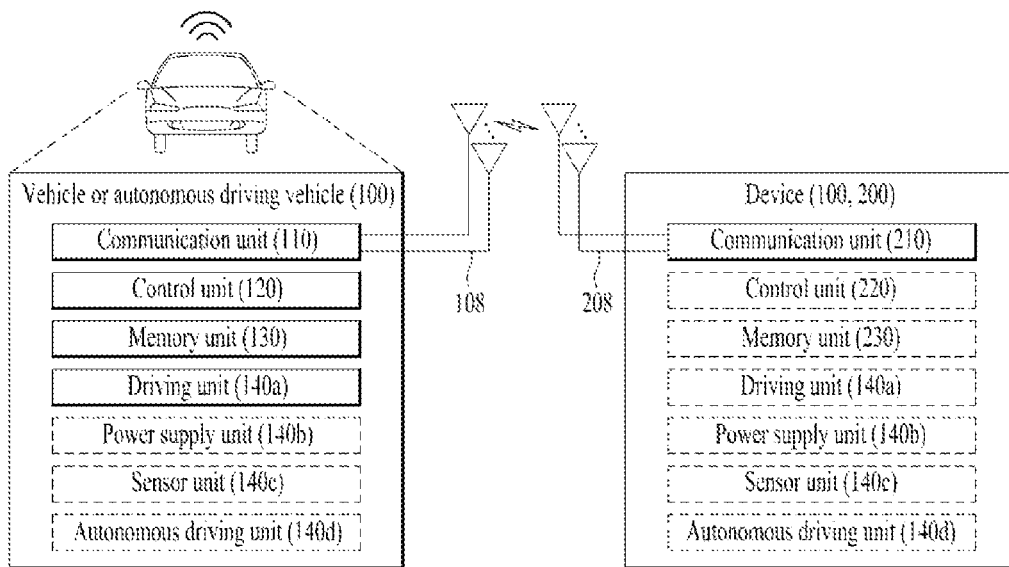 Vehicle or autonomous driving vehicle (100)
Communication unit (110)
Control unit (120)
Memory unit (130)
Driving unit (140a)
Power supply unit (140b)
Sensor unit (140c)
Autonomous driving unit (140d)
108
208
Device (100, 200)
Communication unit (210)
Control unit (220)
Memory unit (230)
Driving unit (140a)
Power supply unit (140b)
Sensor unit (140c)
Autonomous driving unit (140d)